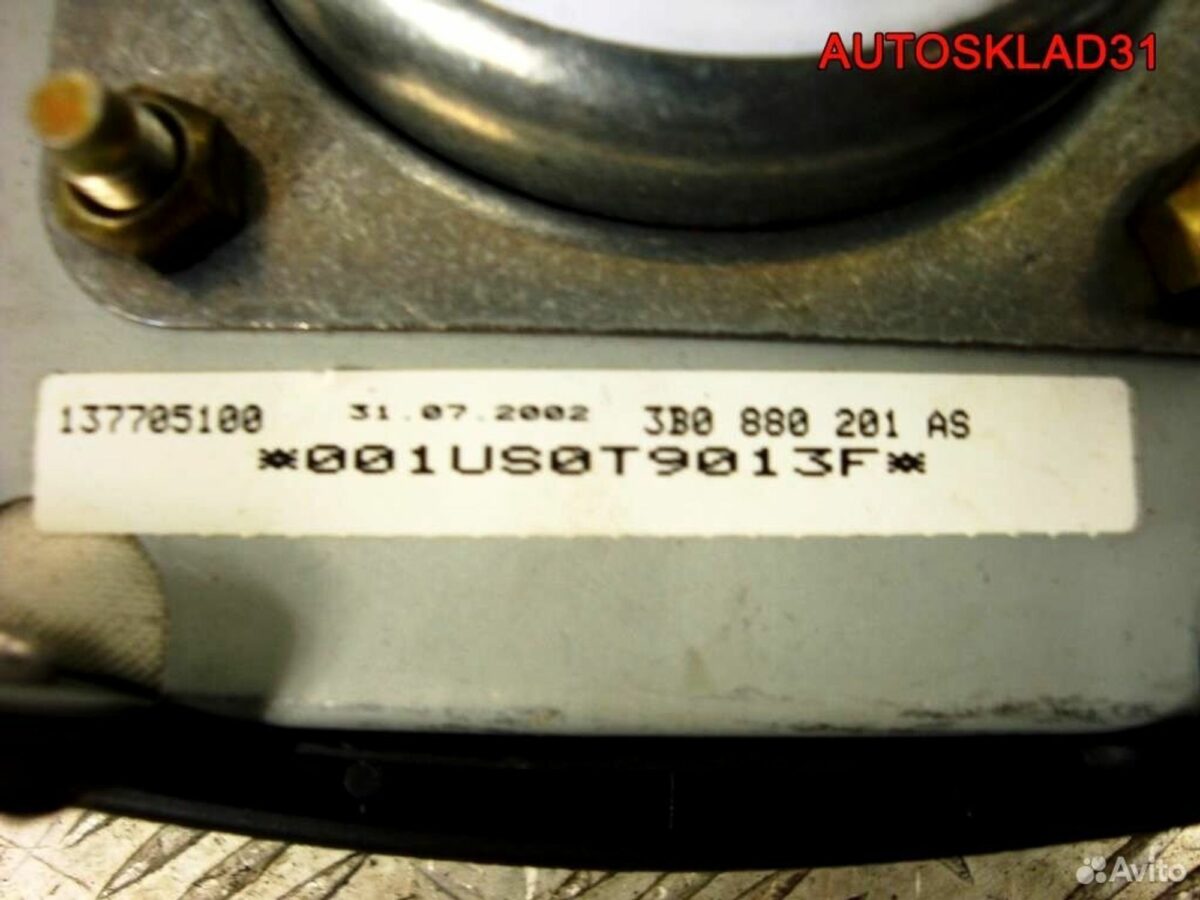 AUTOSKLAD31
137705100 31.07.2002 3B0 880 201 AS
*001US0T9013F*
Avito